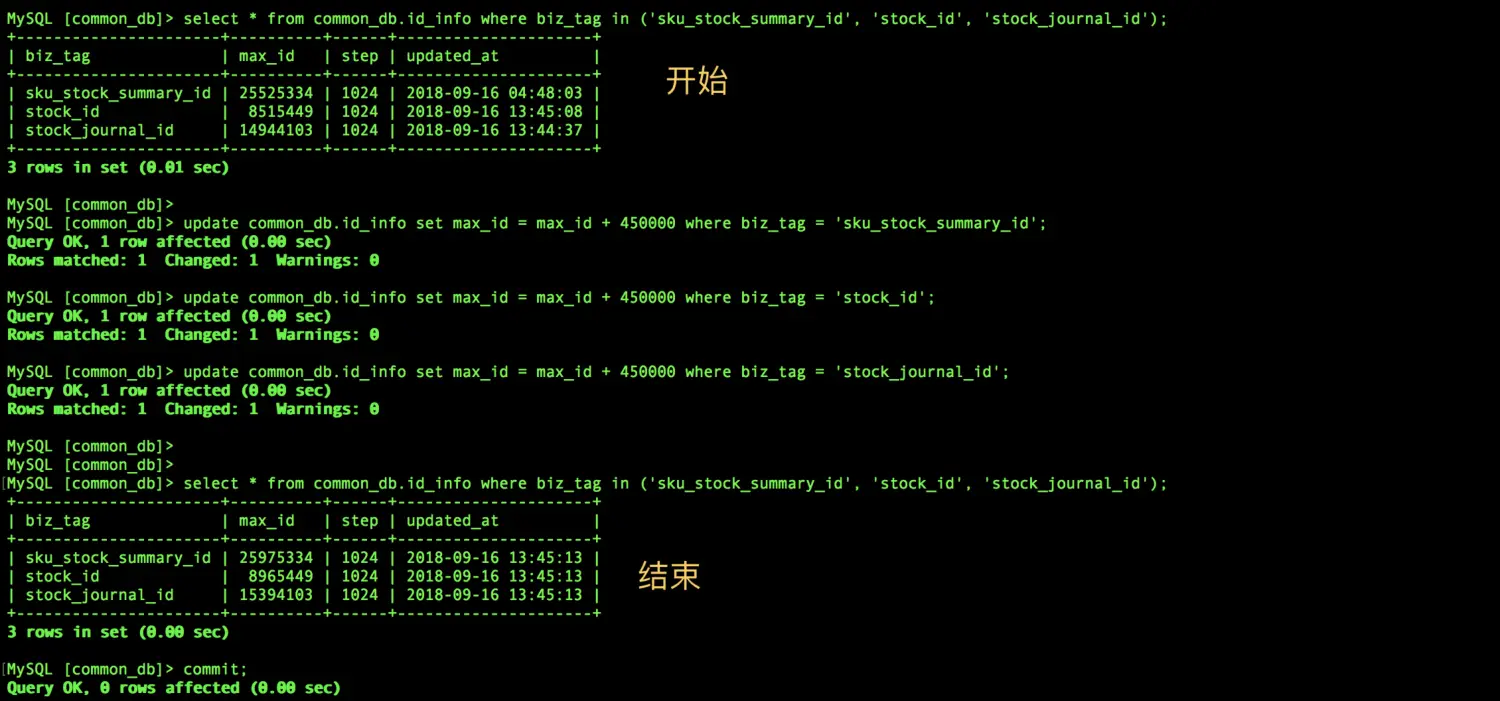 MySQL [common_db]> select * from common_db.id_info where biz_tag in ('sku_stock_summary_id', 'stock_id', 'stock_journal_id');
+----------------------+----------+------+---------------------+
| biz_tag              | max_id   | step | updated_at          |
+----------------------+----------+------+---------------------+
| sku_stock_summary_id | 25525334 | 1024 | 2018-09-16 04:48:03 |
| stock_id             |  8515449 | 1024 | 2018-09-16 13:45:08 |
| stock_journal_id     | 14944103 | 1024 | 2018-09-16 13:44:37 |
+----------------------+----------+------+---------------------+
开始
3 rows in set (0.01 sec)
MySQL [common_db]>
MySQL [common_db]> update common_db.id_info set max_id = max_id + 450000 where biz_tag = 'sku_stock_summary_id';
Query OK, 1 row affected (0.00 sec)
Rows matched: 1  Changed: 1  Warnings: 0
MySQL [common_db]> update common_db.id_info set max_id = max_id + 450000 where biz_tag = 'stock_id';
Query OK, 1 row affected (0.00 sec)
Rows matched: 1  Changed: 1  Warnings: 0
MySQL [common_db]> update common_db.id_info set max_id = max_id + 450000 where biz_tag = 'stock_journal_id';
Query OK, 1 row affected (0.00 sec)
Rows matched: 1  Changed: 1  Warnings: 0
MySQL [common_db]>
MySQL [common_db]>
[MySQL [common_db]> select * from common_db.id_info where biz_tag in ('sku_stock_summary_id', 'stock_id', 'stock_journal_id');
+----------------------+----------+------+---------------------+
| biz_tag              | max_id   | step | updated_at          |
+----------------------+----------+------+---------------------+
| sku_stock_summary_id | 25975334 | 1024 | 2018-09-16 13:45:13 |
| stock_id             |  8965449 | 1024 | 2018-09-16 13:45:13 |
| stock_journal_id     | 15394103 | 1024 | 2018-09-16 13:45:13 |
+----------------------+----------+------+---------------------+
结束
3 rows in set (0.00 sec)
[MySQL [common_db]> commit;
Query OK, 0 rows affected (0.00 sec)